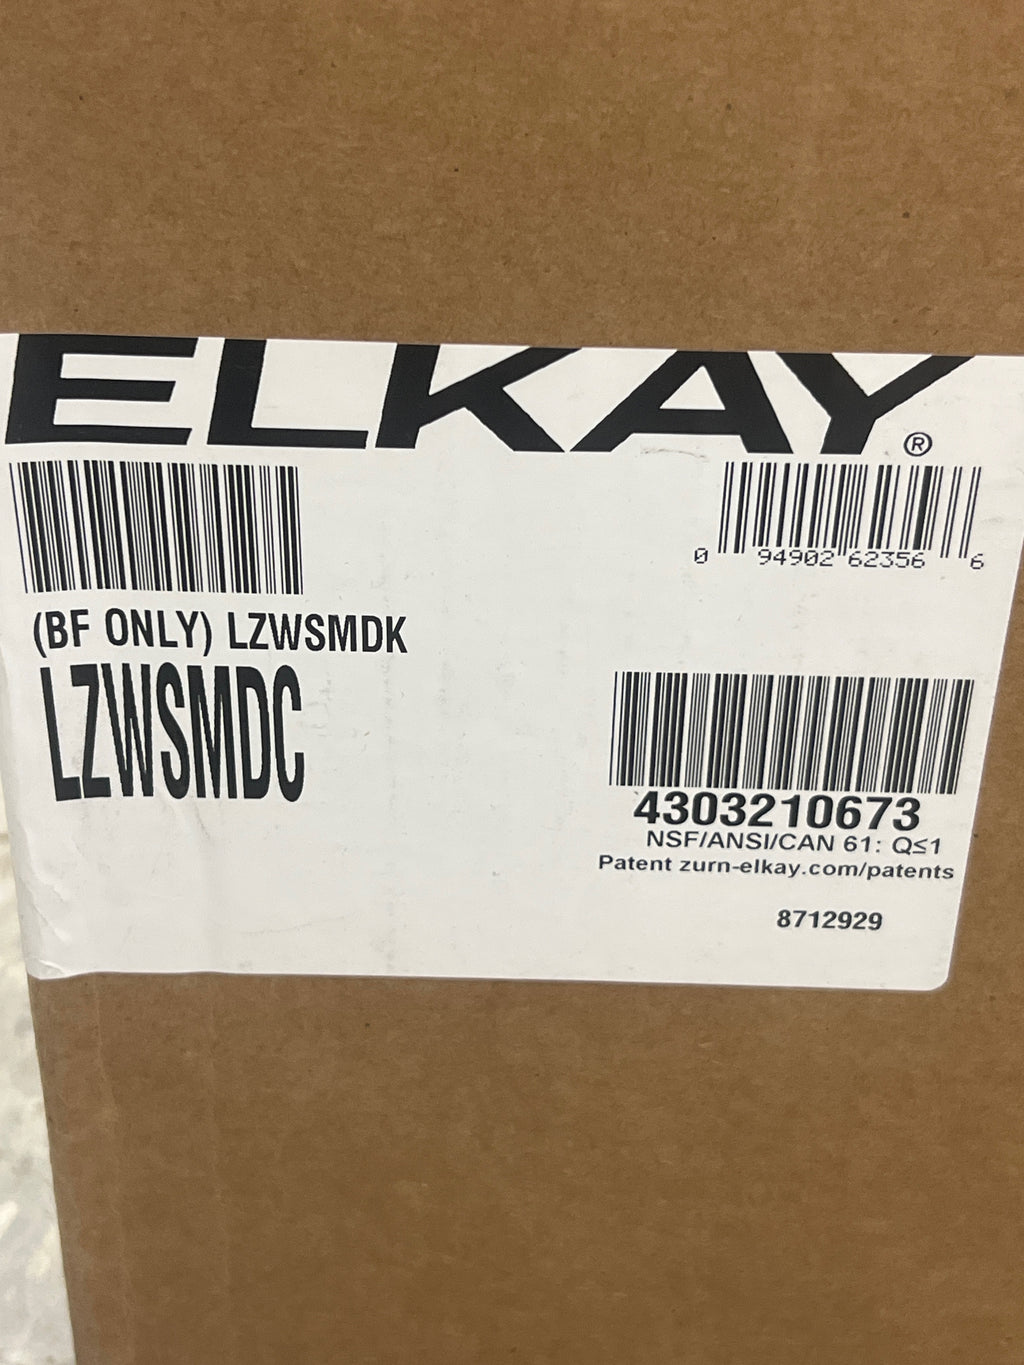 ELKAY®
0 94902 62356 6
(BF ONLY) LZWSMDK
LZWSMDC
4303210673
NSF/ANSI/CAN 61: Q≤1
Patent zurn-elkay.com/patents
8712929